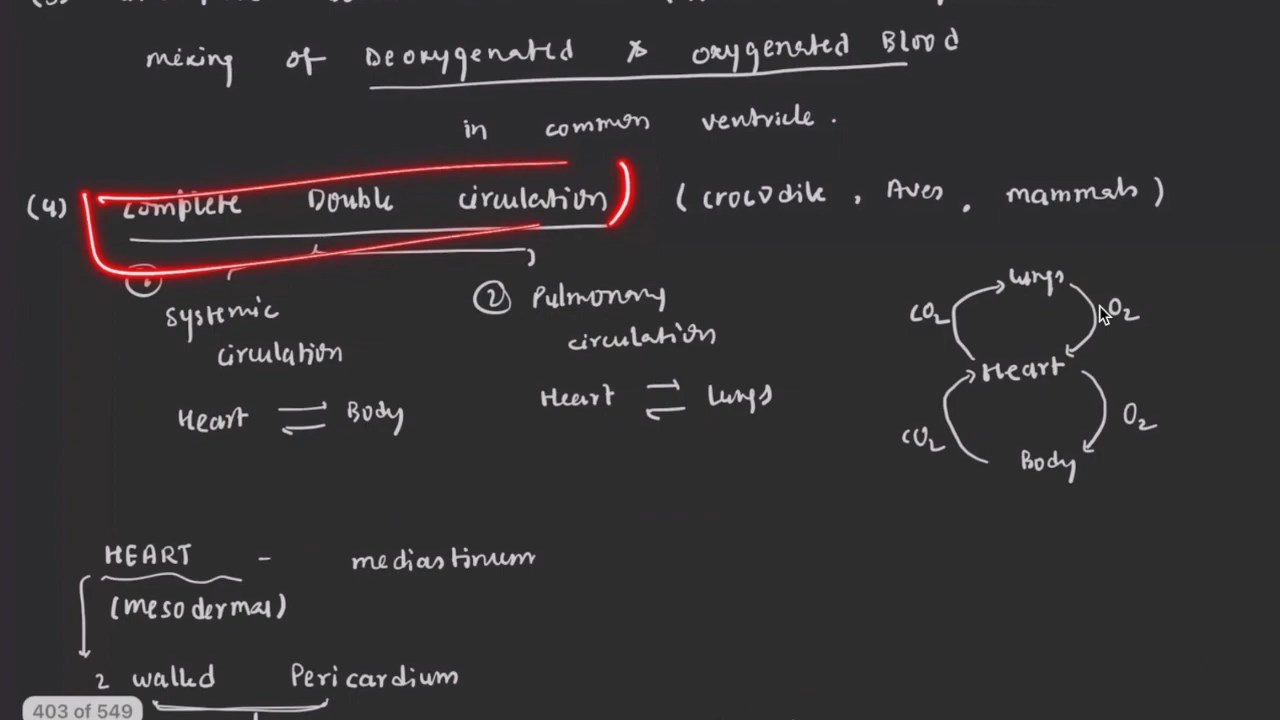 mixing of Deoxygenated & oxygenated Blood
in common ventricle.
(4) Complete Double circulation (crocodile, Aves, mammals)
① Systemic circulation
Heart ⇌ Body
② Pulmonary circulation
Heart ⇌ Lungs
Lungs
CO2 O2
Heart
CO2 O2
Body
HEART - mediastinum
(mesodermal)
2 walled Pericardium
403 of 549